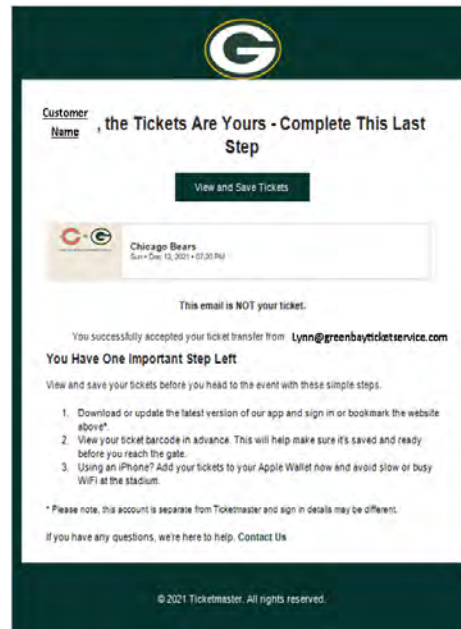 G
Customer
Name , the Tickets Are Yours - Complete This Last
Step
View and Save Tickets
C - G
Chicago Bears
Sun • Dec 12, 2021 • 07:20 PM
This email is NOT your ticket.
You successfully accepted your ticket transfer from Lynn@greenbayticketservice.com
You Have One Important Step Left
View and save your tickets before you head to the event with these simple steps.
1. Download or update the latest version of our app and sign in or bookmark the website
above*.
2. View your ticket barcode in advance. This will help make sure it's saved and ready
before you reach the gate.
3. Using an iPhone? Add your tickets to your Apple Wallet now and avoid slow or busy
WiFi at the stadium.
* Please note, this account is separate from Ticketmaster and sign in details may be different.
If you have any questions, we're here to help. Contact Us
© 2021 Ticketmaster. All rights reserved.